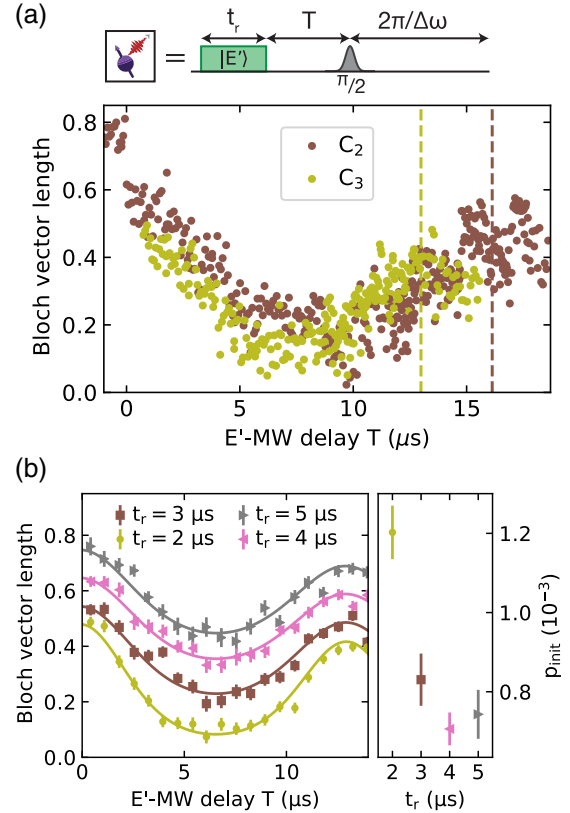 (a)
t_r
T
2π/Δω
=
|E'⟩
π/2
0.8
0.6
0.4
0.2
0.0
Bloch vector length
C₂
C₃
0
5
10
15
E'-MW delay T (μs)
(b)
t_r = 3 μs
t_r = 5 μs
t_r = 2 μs
t_r = 4 μs
0.8
0.6
0.4
0.2
0.0
Bloch vector length
0
5
10
E'-MW delay T (μs)
1.2
1.0
0.8
p_init (10⁻³)
2 3 4 5
t_r (μs)